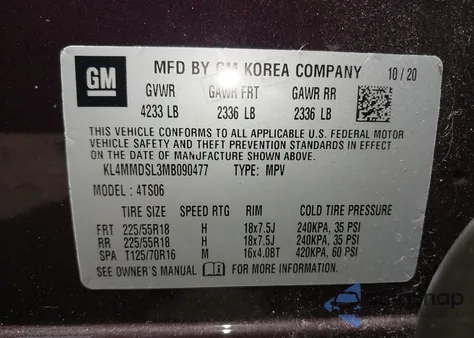 GM
MFD BY GM KOREA COMPANY 10/20
GVWR GAWR FRT GAWR RR
4233 LB 2336 LB 2336 LB
THIS VEHICLE CONFORMS TO ALL APPLICABLE U.S. FEDERAL MOTOR
VEHICLE SAFETY AND THEFT PREVENTION STANDARDS IN EFFECT
ON THE DATE OF MANUFACTURE SHOWN ABOVE.
KL4MMDSL3MB090477 TYPE: MPV
MODEL : 4TS06
TIRE SIZE SPEED RTG RIM COLD TIRE PRESSURE
FRT 225/55R18 H 18x7.5J 240KPA, 35 PSI
RR 225/55R18 H 18x7.5J 240KPA, 35 PSI
SPA T125/70R16 M 16x4.0BT 420KPA, 60 PSI
SEE OWNER'S MANUAL FOR MORE INFORMATION